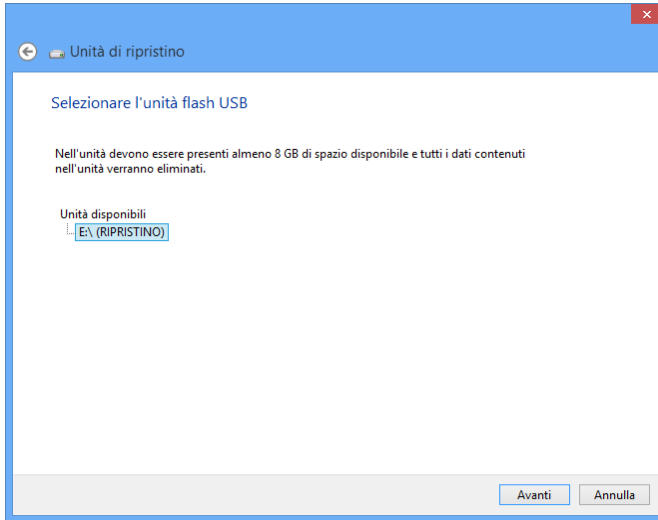 Unità di ripristino
Selezionare l'unità flash USB
Nell'unità devono essere presenti almeno 8 GB di spazio disponibile e tutti i dati contenuti
nell'unità verranno eliminati.
Unità disponibili
E:\ (RIPRISTINO)
Avanti Annulla